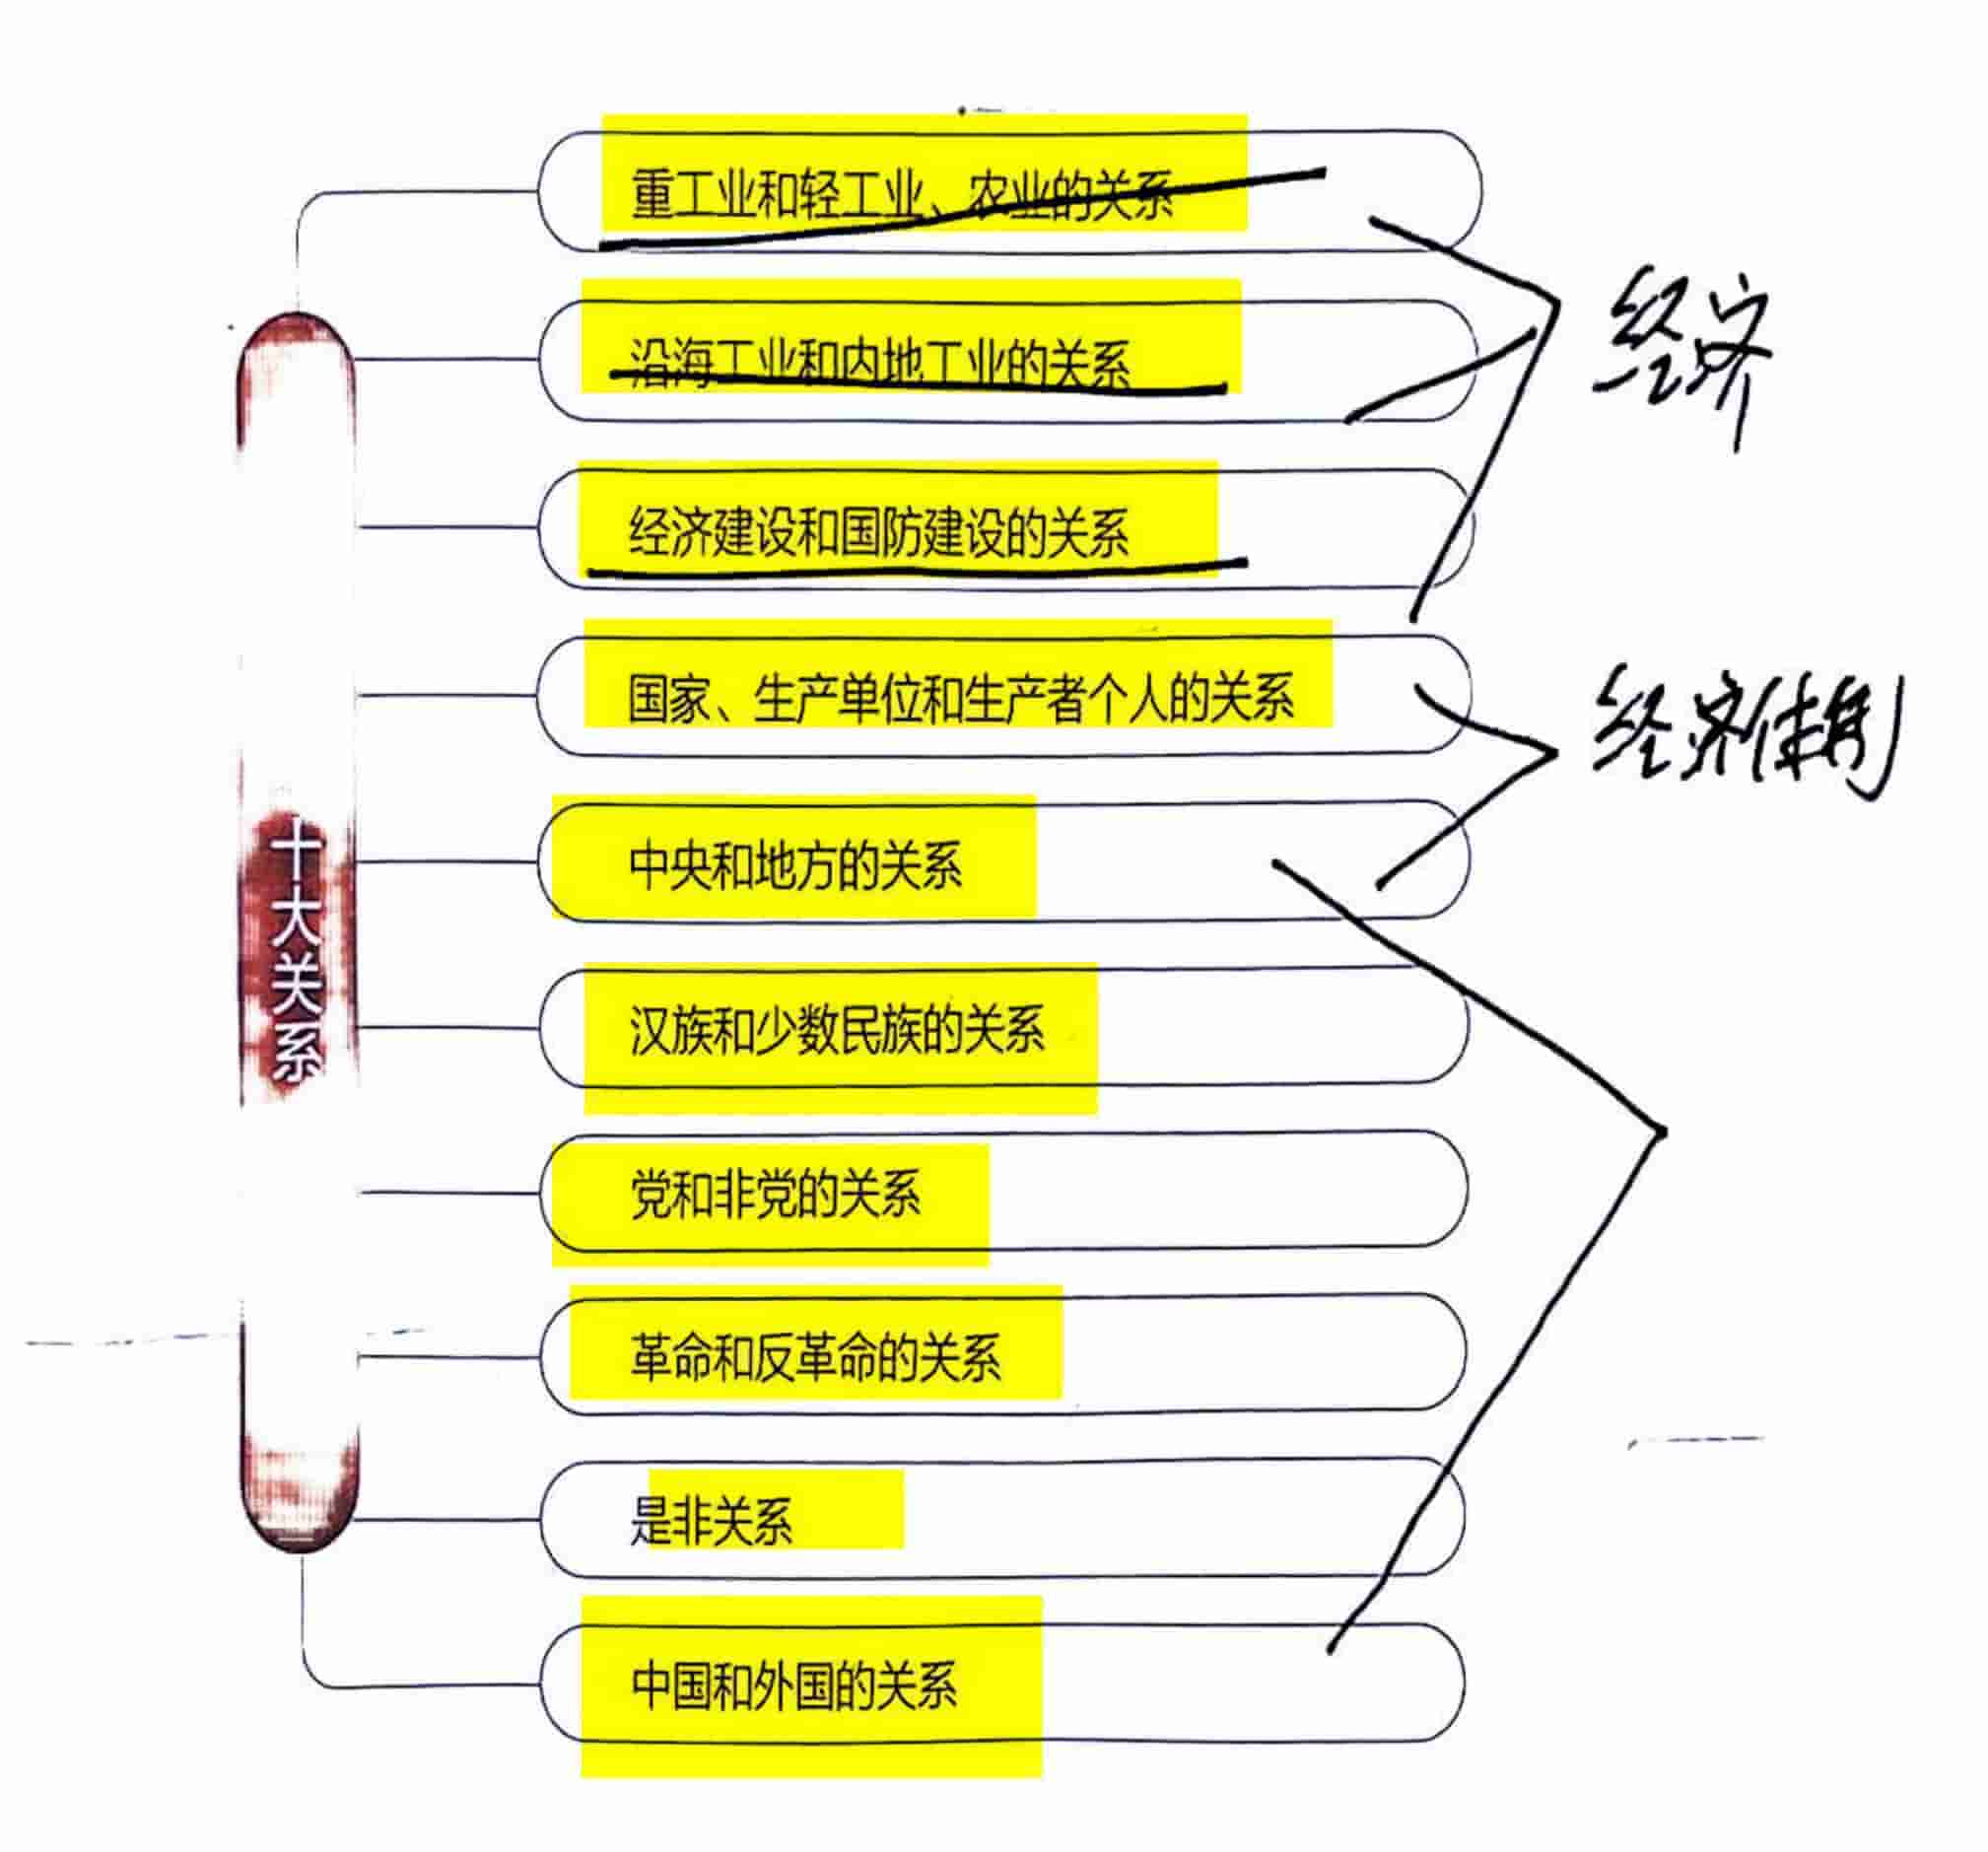 重工业和轻工业、农业的关系
经济
沿海工业和内地工业的关系
经济建设和国防建设的关系
国家、生产单位和生产者个人的关系
经济体制
十大关系
中央和地方的关系
汉族和少数民族的关系
党和非党的关系
革命和反革命的关系
是非关系
中国和外国的关系